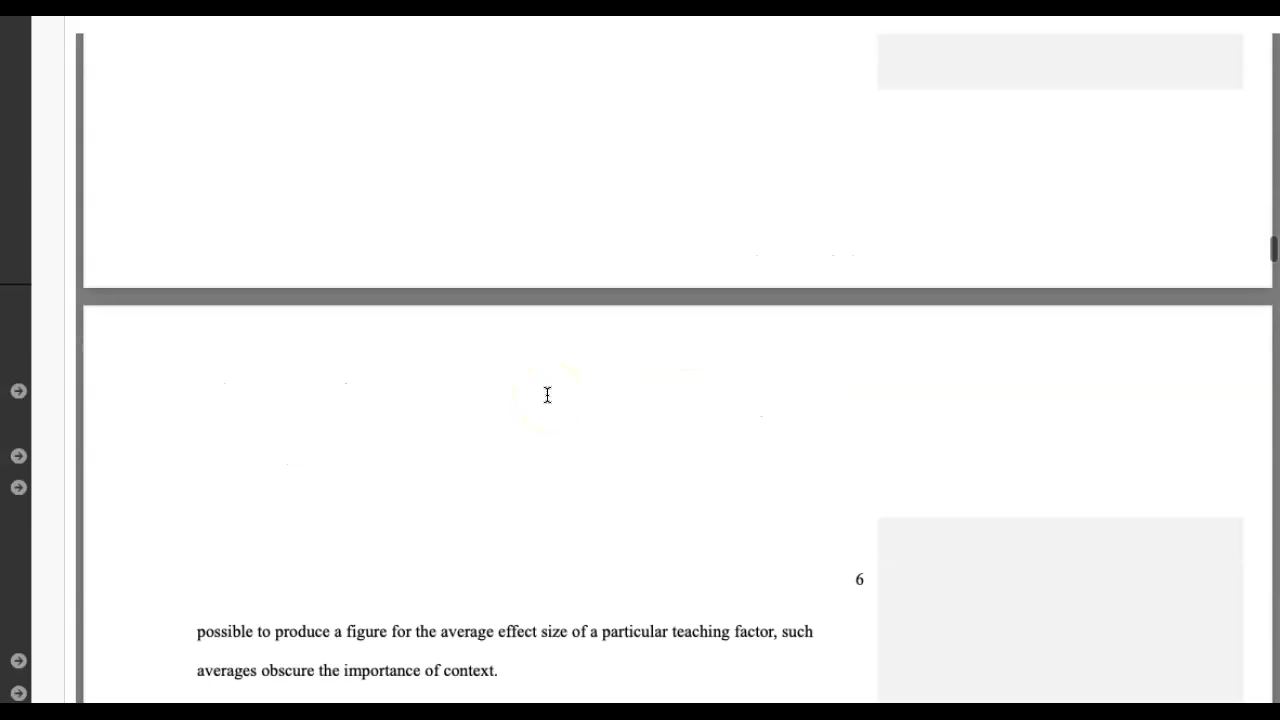 6
possible to produce a figure for the average effect size of a particular teaching factor, such
averages obscure the importance of context.